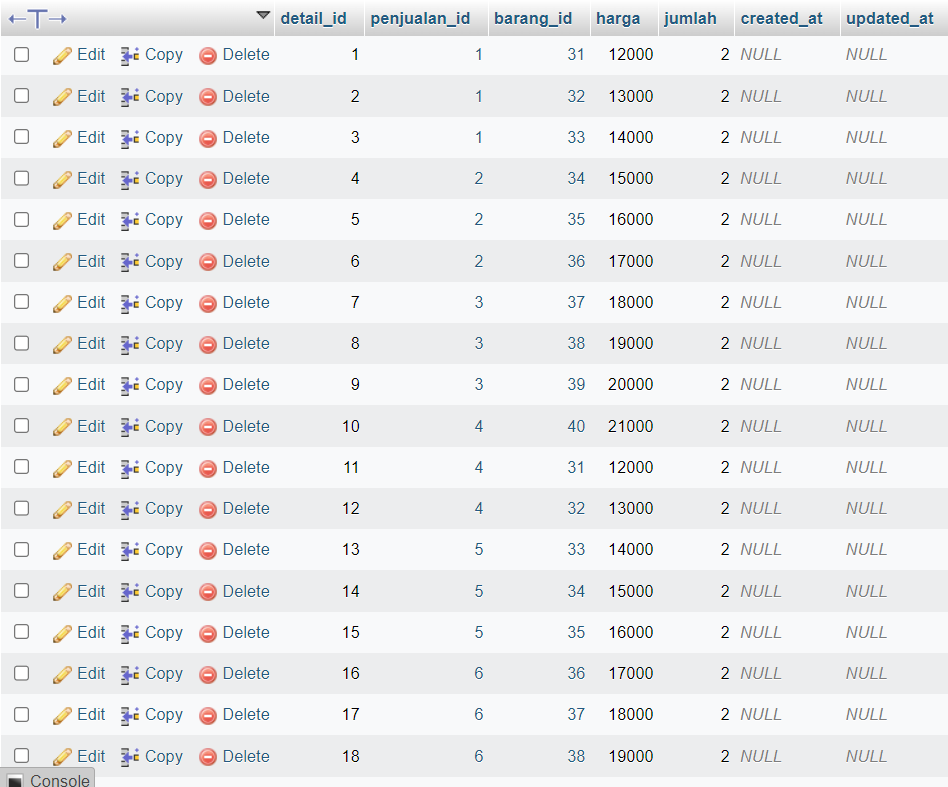 ←T→ detail_id penjualan_id barang_id harga jumlah created_at updated_at
Edit Copy Delete 1 1 31 12000 2 NULL NULL
Edit Copy Delete 2 1 32 13000 2 NULL NULL
Edit Copy Delete 3 1 33 14000 2 NULL NULL
Edit Copy Delete 4 2 34 15000 2 NULL NULL
Edit Copy Delete 5 2 35 16000 2 NULL NULL
Edit Copy Delete 6 2 36 17000 2 NULL NULL
Edit Copy Delete 7 3 37 18000 2 NULL NULL
Edit Copy Delete 8 3 38 19000 2 NULL NULL
Edit Copy Delete 9 3 39 20000 2 NULL NULL
Edit Copy Delete 10 4 40 21000 2 NULL NULL
Edit Copy Delete 11 4 31 12000 2 NULL NULL
Edit Copy Delete 12 4 32 13000 2 NULL NULL
Edit Copy Delete 13 5 33 14000 2 NULL NULL
Edit Copy Delete 14 5 34 15000 2 NULL NULL
Edit Copy Delete 15 5 35 16000 2 NULL NULL
Edit Copy Delete 16 6 36 17000 2 NULL NULL
Edit Copy Delete 17 6 37 18000 2 NULL NULL
Edit Copy Delete 18 6 38 19000 2 NULL NULL
Console